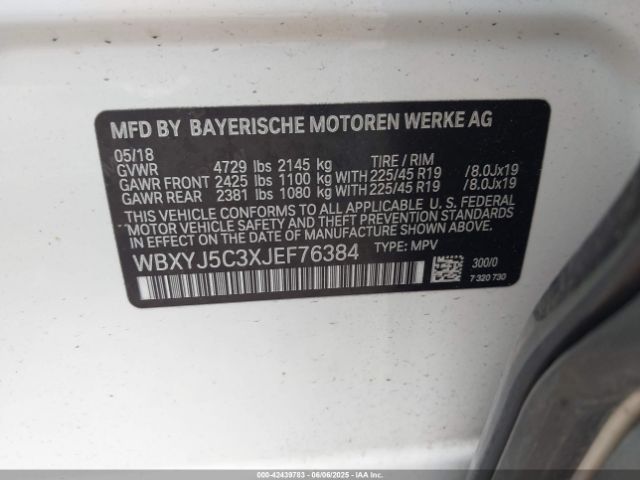 MFD BY BAYERISCHE MOTOREN WERKE AG
05/18
GVWR 4729 lbs 2145 kg TIRE / RIM
GAWR FRONT 2425 lbs 1100 kg WITH 225/45 R19 /8.0Jx19
GAWR REAR 2381 lbs 1080 kg WITH 225/45 R19 /8.0Jx19
THIS VEHICLE CONFORMS TO ALL APPLICABLE U. S. FEDERAL
MOTOR VEHICLE SAFETY AND THEFT PREVENTION STANDARDS
IN EFFECT ON THE DATE OF MANUFACTURE SHOWN ABOVE.
WBXYJ5C3XJEF76384 TYPE: MPV
300/0
7 320 730
000-42439783 - 06/06/2025 - COPYRIGHT IAA, LLC